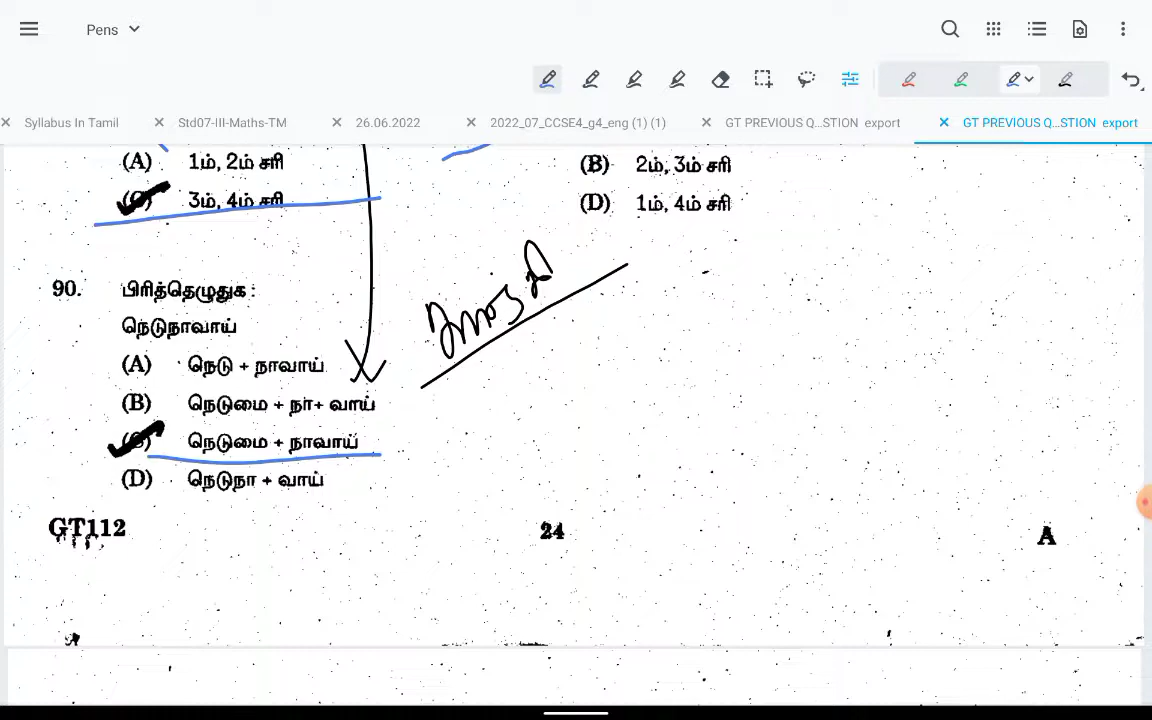 Pens
Syllabus In Tamil
Std07-III-Maths-TM
26.06.2022
2022_07_CCSE4_g4_eng (1) (1)
GT PREVIOUS Q...STION export
GT PREVIOUS Q...STION export
(A) 1ம், 2ம் சரி
(B) 2ம், 3ம் சரி
(C) 3ம், 4ம் சரி
(D) 1ம், 4ம் சரி
90. பிரித்தெழுதுக :
நெடுநாவாய்
(A) நெடு + நாவாய்
(B) நெடுமை + நா+ வாய்
(C) நெடுமை + நாவாய்
(D) நெடுநா + வாய்
GT112
24
A